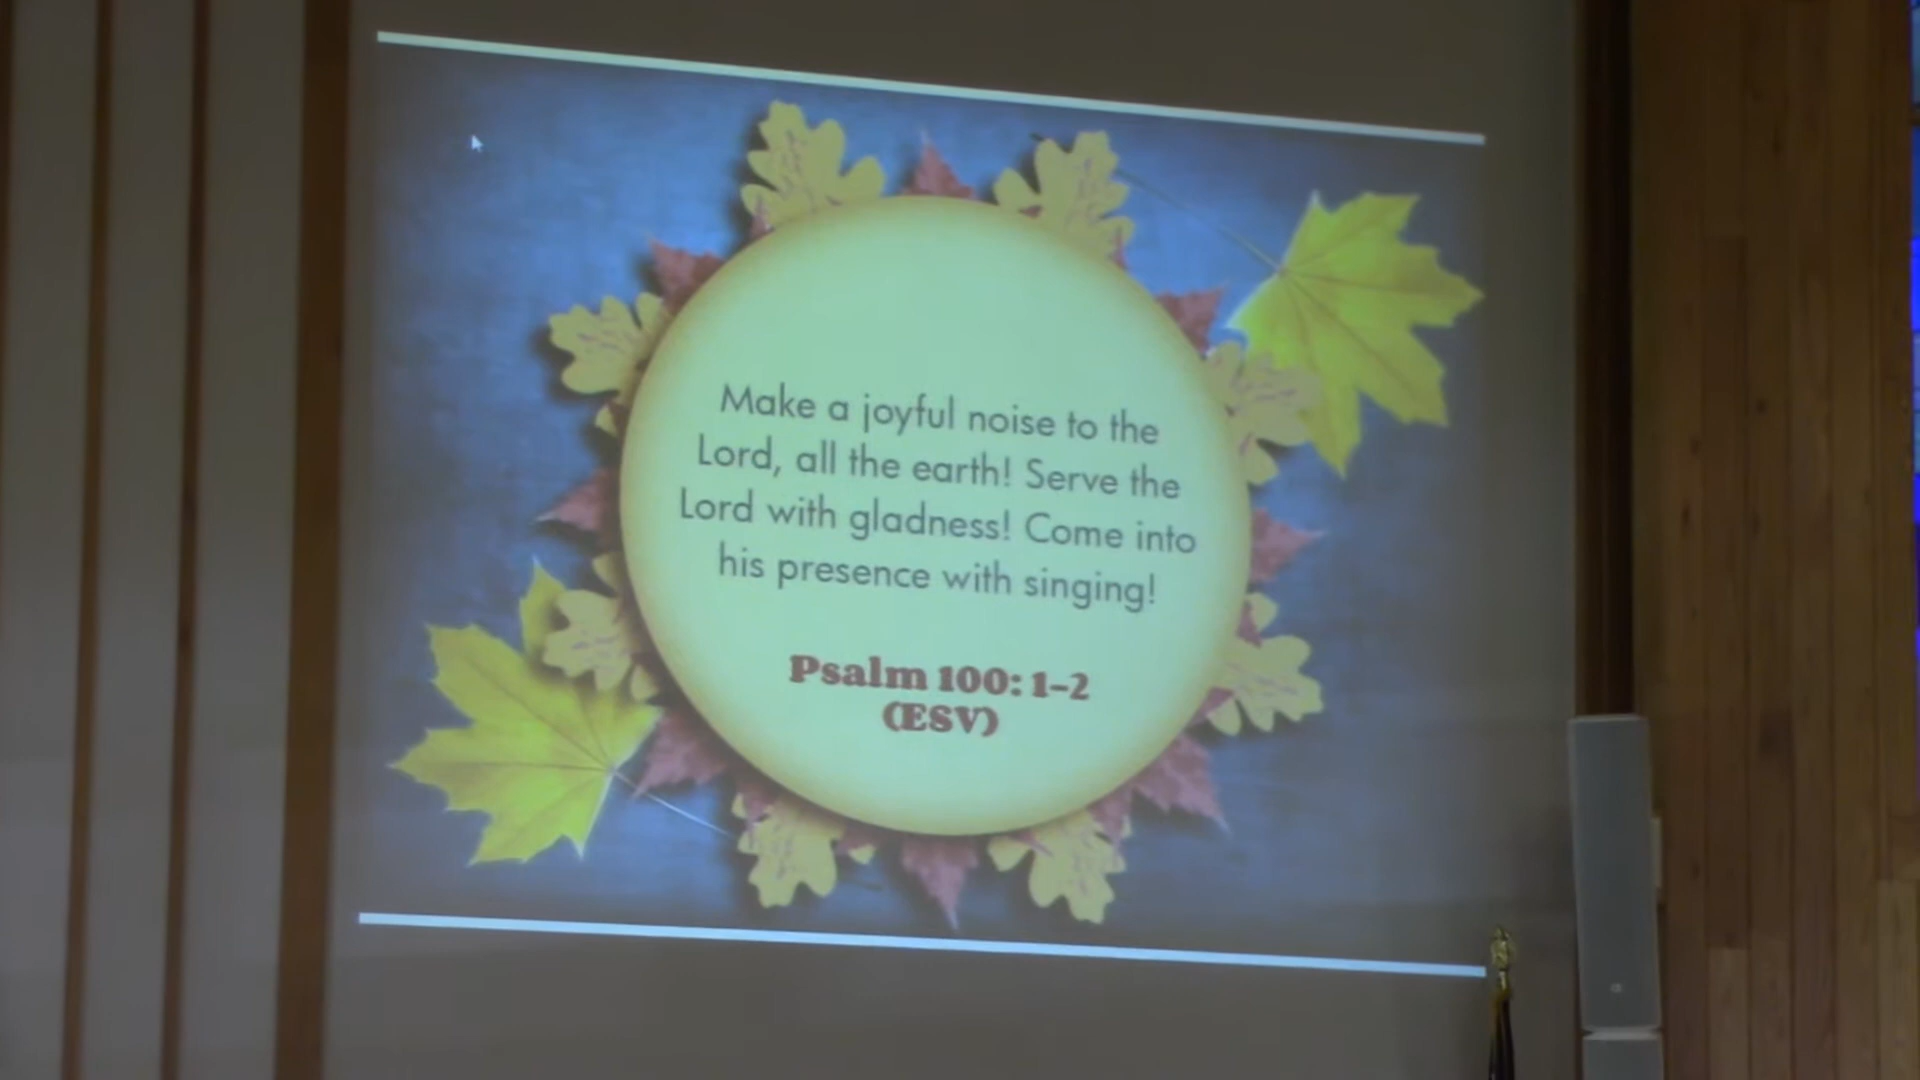 Make a joyful noise to the
Lord, all the earth! Serve the
Lord with gladness! Come into
his presence with singing!
Psalm 100: 1-2
(ESV)